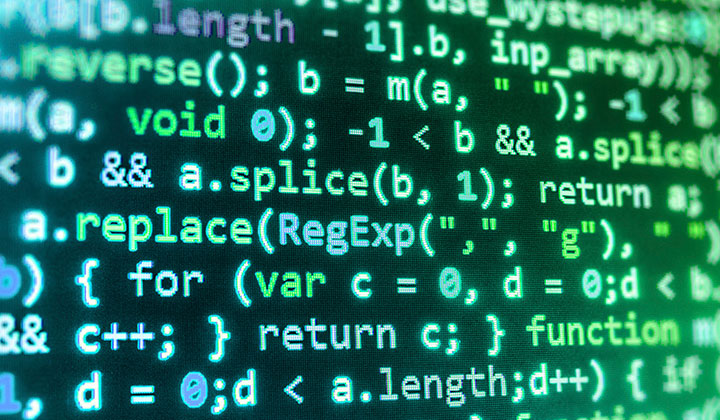 [b.length - 1].b, inp_array));
.reverse(); b = m(a, " "); -1 < b
m(a, void 0); -1 < b && a.splice(
< b && a.splice(b, 1); return a;
a.replace(RegExp(",", "g"), " ")
b) { for (var c = 0, d = 0;d < b.
&& c++; } return c; } function m
1, d = 0;d < a.length;d++) { if